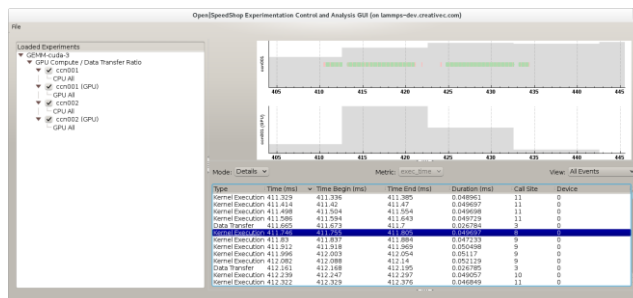 Open|SpeedShop Experimentation Control and Analysis GUI (on lammps-dev.creativec.com)
File
Loaded Experiments
GEMM-cuda-3
GPU Compute / Data Transfer Ratio
ccn001
CPU All
ccn001 (GPU)
GPU All
ccn002
CPU All
ccn002 (GPU)
GPU All
ccn001
405 410 415 420 425 430 435 440 445
ccn001 (GPU)
405 410 415 420 425 430 435 440 445
Mode: Details Metric: exec_time View: All Events
Type Time (ms) Time Begin (ms) Time End (ms) Duration (ms) Call Site Device
Kernel Execution 411.329 411.336 411.385 0.048961 11 0
Kernel Execution 411.414 411.42 411.47 0.049697 11 0
Kernel Execution 411.498 411.504 411.554 0.049698 11 0
Kernel Execution 411.586 411.594 411.643 0.049729 11 0
Data Transfer 411.665 411.673 411.7 0.026784 3 0
Kernel Execution 411.746 411.755 411.805 0.049697 8 0
Kernel Execution 411.83 411.837 411.884 0.047233 9 0
Kernel Execution 411.912 411.918 411.969 0.050498 9 0
Kernel Execution 411.996 412.003 412.054 0.05117 9 0
Kernel Execution 412.082 412.088 412.14 0.052129 9 0
Data Transfer 412.161 412.168 412.195 0.026785 3 0
Kernel Execution 412.239 412.247 412.297 0.049057 10 0
Kernel Execution 412.322 412.329 412.376 0.046849 11 0